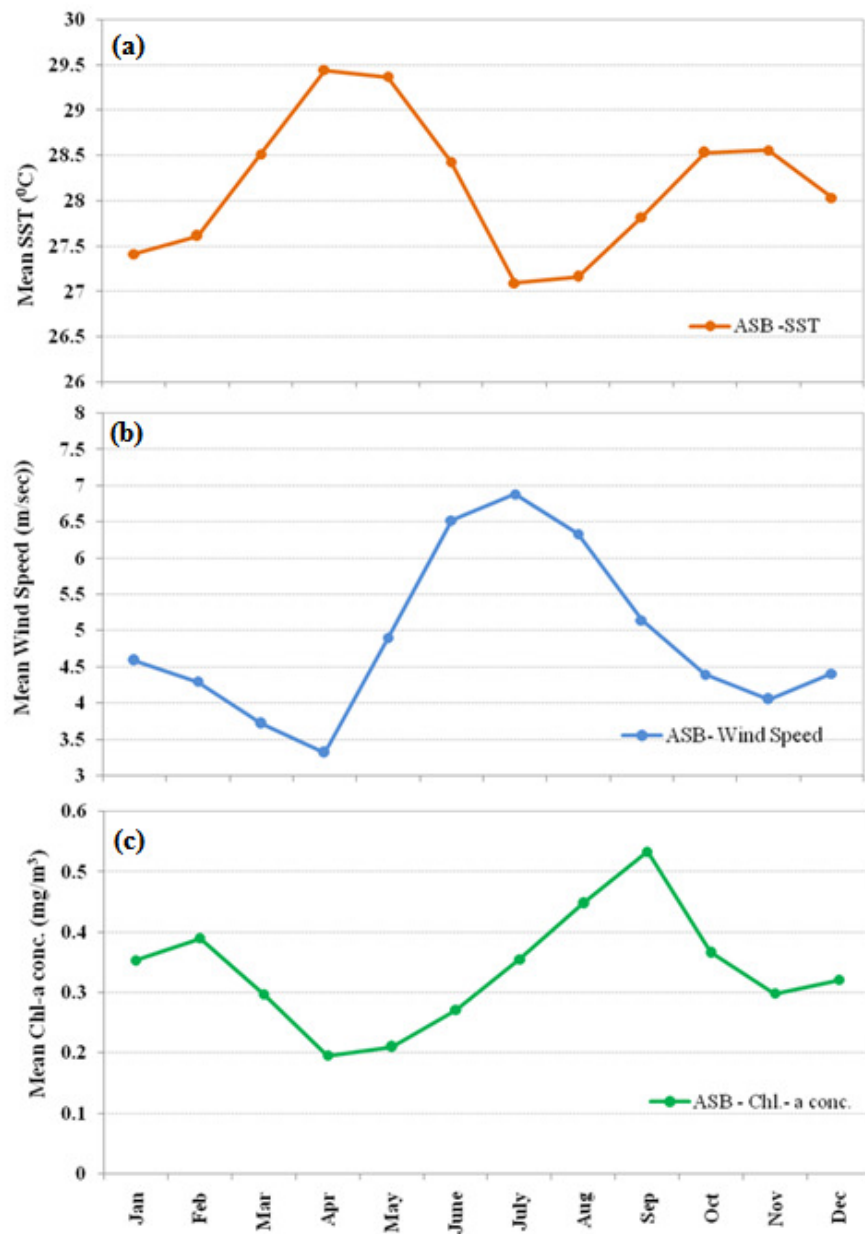 (a)
30
29.5
29
28.5
28
27.5
27
26.5
26
Mean SST (⁰C)
ASB -SST
(b)
8
7.5
7
6.5
6
5.5
5
4.5
4
3.5
3
Mean Wind Speed (m/sec))
ASB- Wind Speed
(c)
0.6
0.5
0.4
0.3
0.2
0.1
0
Mean Chl-a conc. (mg/m³)
ASB - Chl.- a conc.
Jan
Feb
Mar
Apr
May
June
July
Aug
Sep
Oct
Nov
Dec